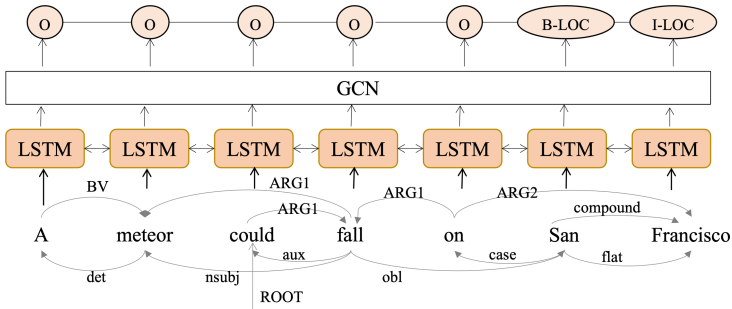 O O O O O B-LOC I-LOC
GCN
LSTM LSTM LSTM LSTM LSTM LSTM LSTM
BV ARG1 ARG1 ARG1 ARG2 compound
A meteor could fall on San Francisco
det nsubj aux obl case flat
ROOT